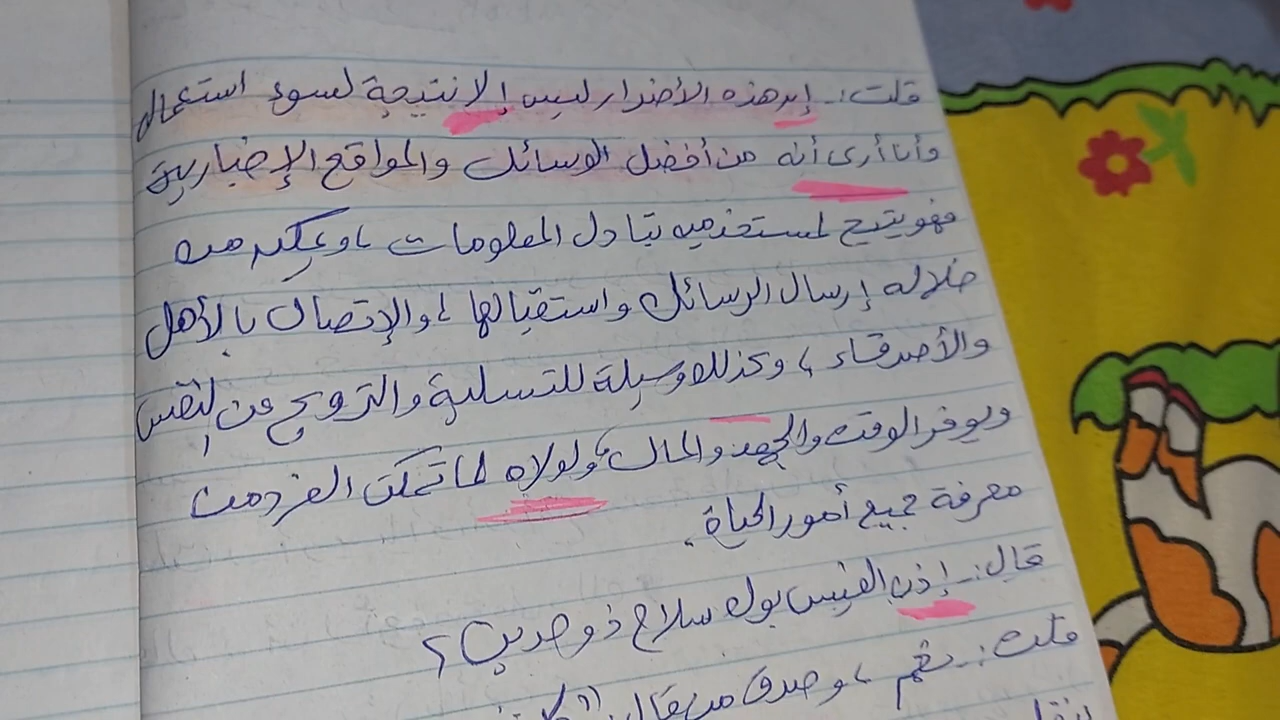 قلت: إن هذه الأضرار ليس إلا نتيجة لسوء استعمال
وأنا أرى أنه من أفضل الوسائل والمواقع الإخبارية
فهو يتيح لمستخدميه تبادل المعلومات، ويمكن من
خلاله إرسال الرسائل واستقبالها، والإتصال بالأهل
والأصدقاء، وكذلك وسيلة للتسلية والترويح عن النفس
ويوفر الوقت والجهد والمال، ولولاه لما تمكن الفرد من
معرفة جميع أمور الحياة.
قال: إذن الفيس بوك سلاح ذو حدين؟
قلت: نعم، وصدق من قال: "